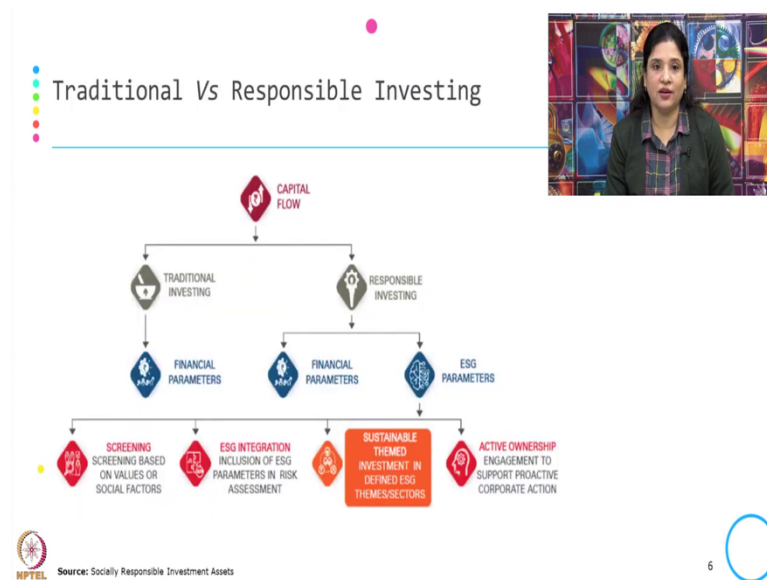 Traditional Vs Responsible Investing
CAPITAL
FLOW
TRADITIONAL
INVESTING
RESPONSIBLE
INVESTING
FINANCIAL
PARAMETERS
FINANCIAL
PARAMETERS
ESG
PARAMETERS
SCREENING
SCREENING BASED
ON VALUES OR
SOCIAL FACTORS
ESG INTEGRATION
INCLUSION OF ESG
PARAMETERS IN RISK
ASSESSMENT
SUSTAINABLE
THEMED
INVESTMENT IN
DEFINED ESG
THEMES/SECTORS
ACTIVE OWNERSHIP
ENGAGEMENT TO
SUPPORT PROACTIVE
CORPORATE ACTION
NPTEL
Source: Socially Responsible Investment Assets
6